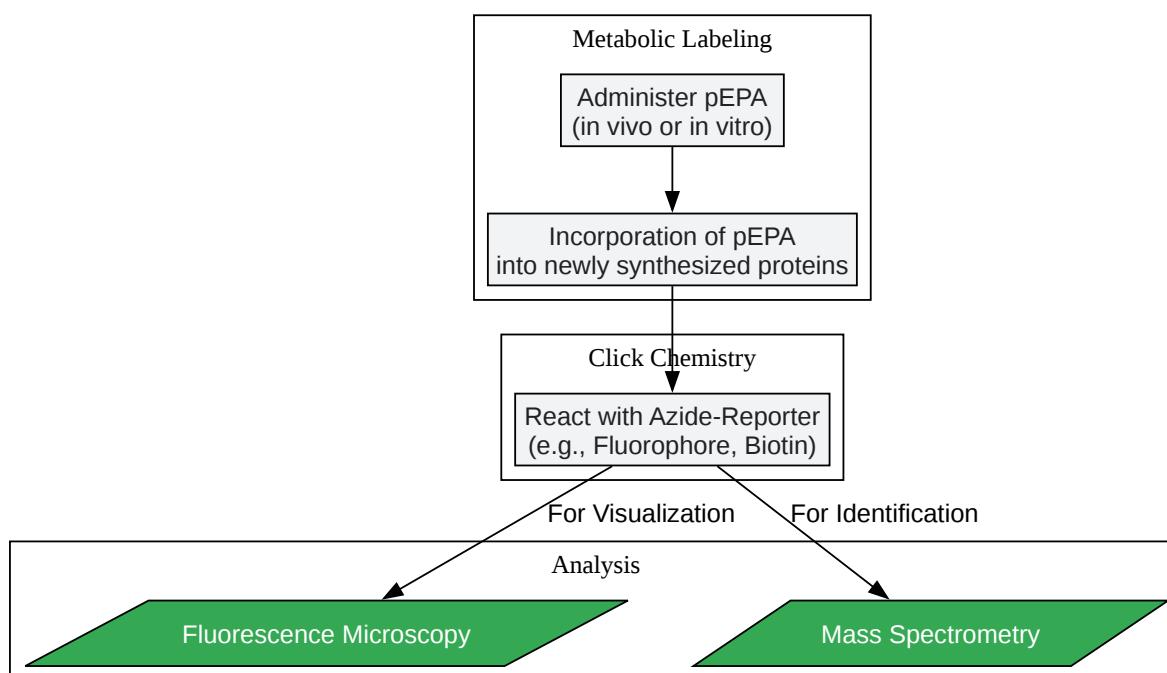 Metabolic Labeling
Administer pEPA
(in vivo or in vitro)
Incorporation of pEPA
into newly synthesized proteins
Click Chemistry
React with Azide-Reporter
(e.g., Fluorophore, Biotin)
For Visualization
For Identification
Analysis
Fluorescence Microscopy
Mass Spectrometry